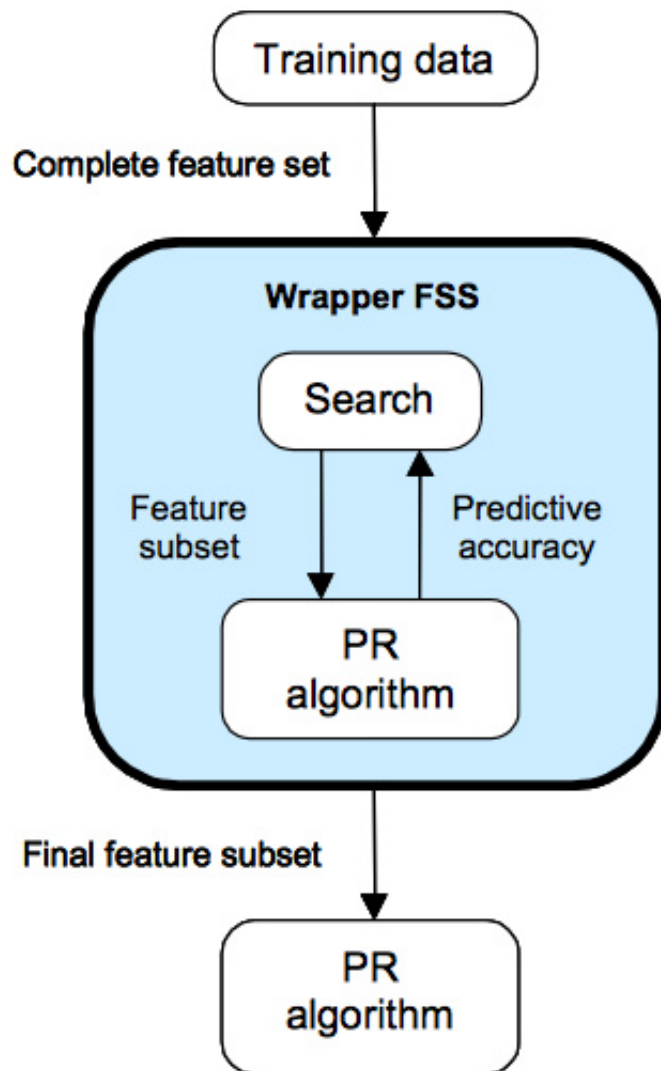 Training data
Complete feature set
Wrapper FSS
Search
Feature
subset
Predictive
accuracy
PR
algorithm
Final feature subset
PR
algorithm